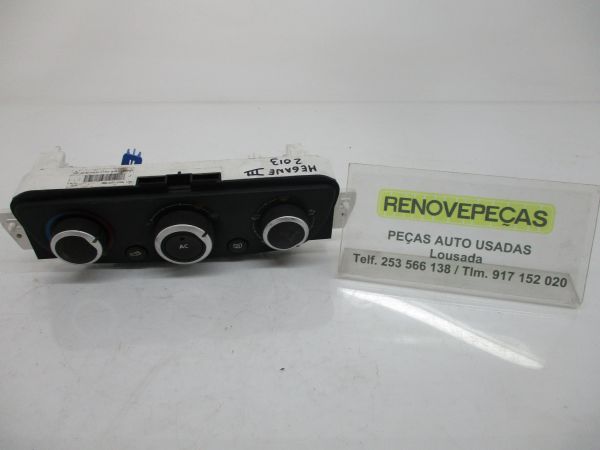 MEGANE III
2013
AC
RENOVEPEÇAS
PEÇAS AUTO USADAS
Lousada
Telf. 253 566 138 / Tlm. 917 152 020